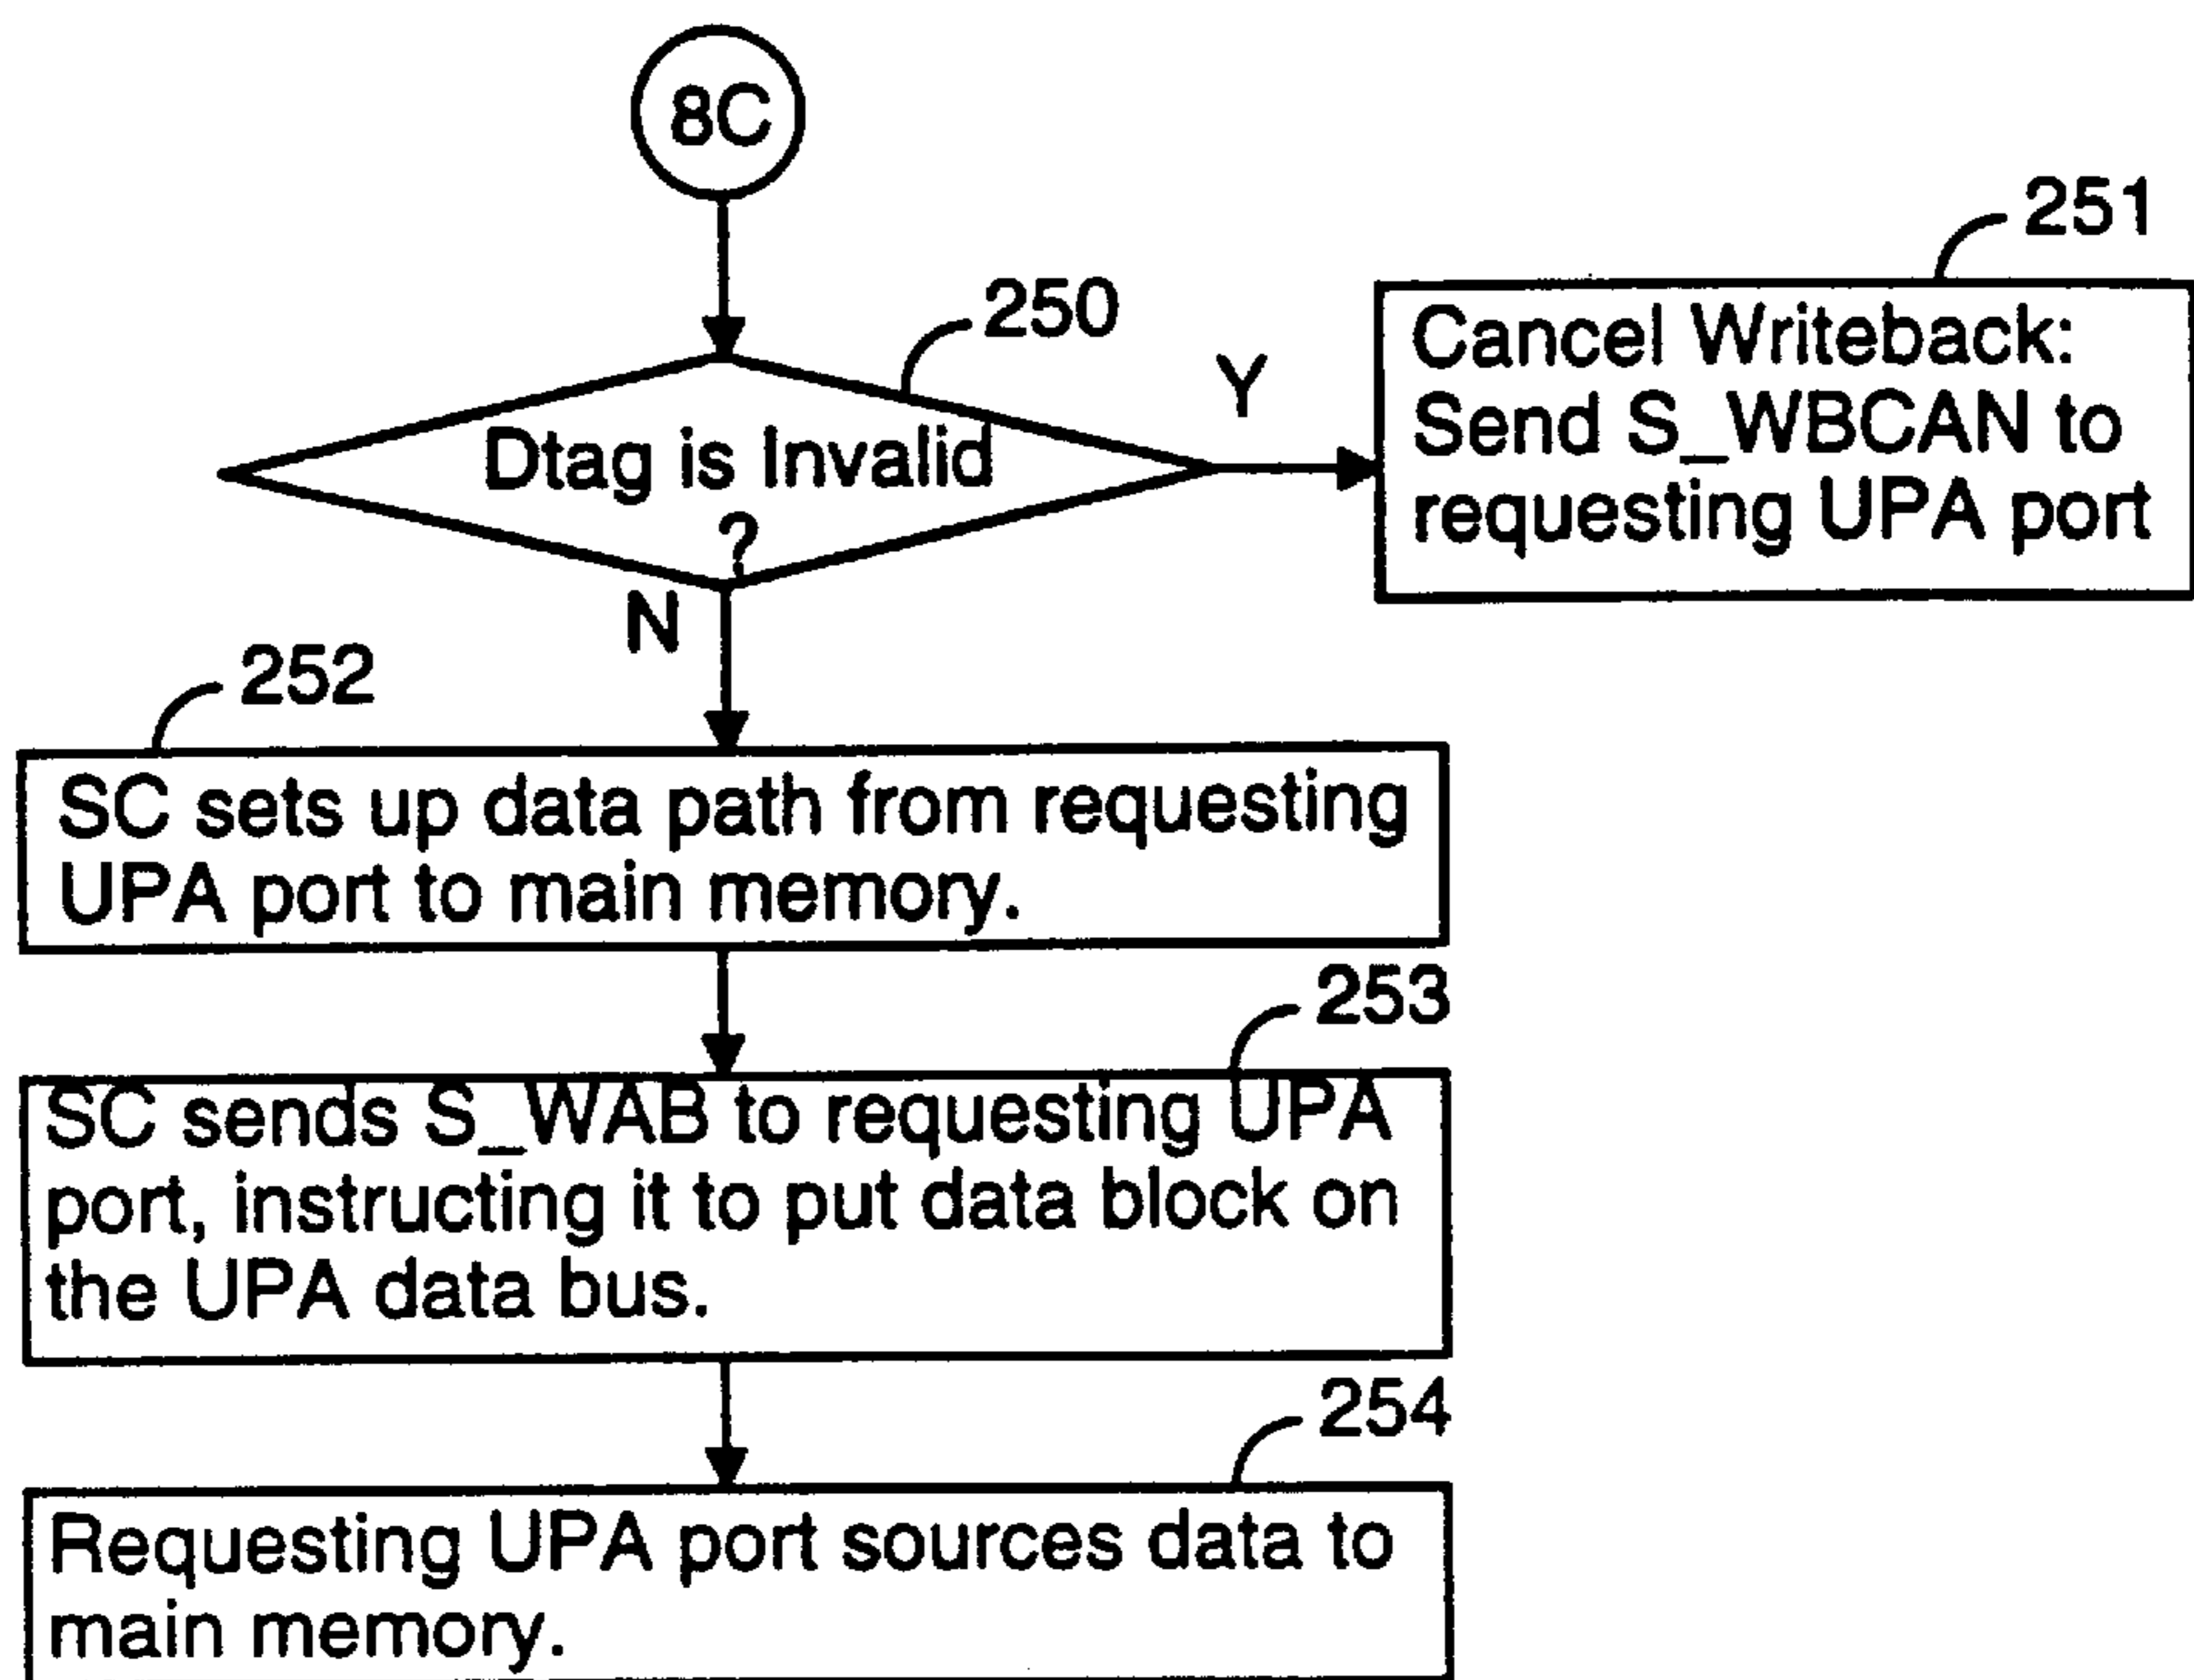 8C
250
Dtag is Invalid
?
Y
N
251
Cancel Writeback:
Send S_WBCAN to
requesting UPA port
252
SC sets up data path from requesting
UPA port to main memory.
253
SC sends S_WAB to requesting UPA
port, instructing it to put data block on
the UPA data bus.
254
Requesting UPA port sources data to
main memory.